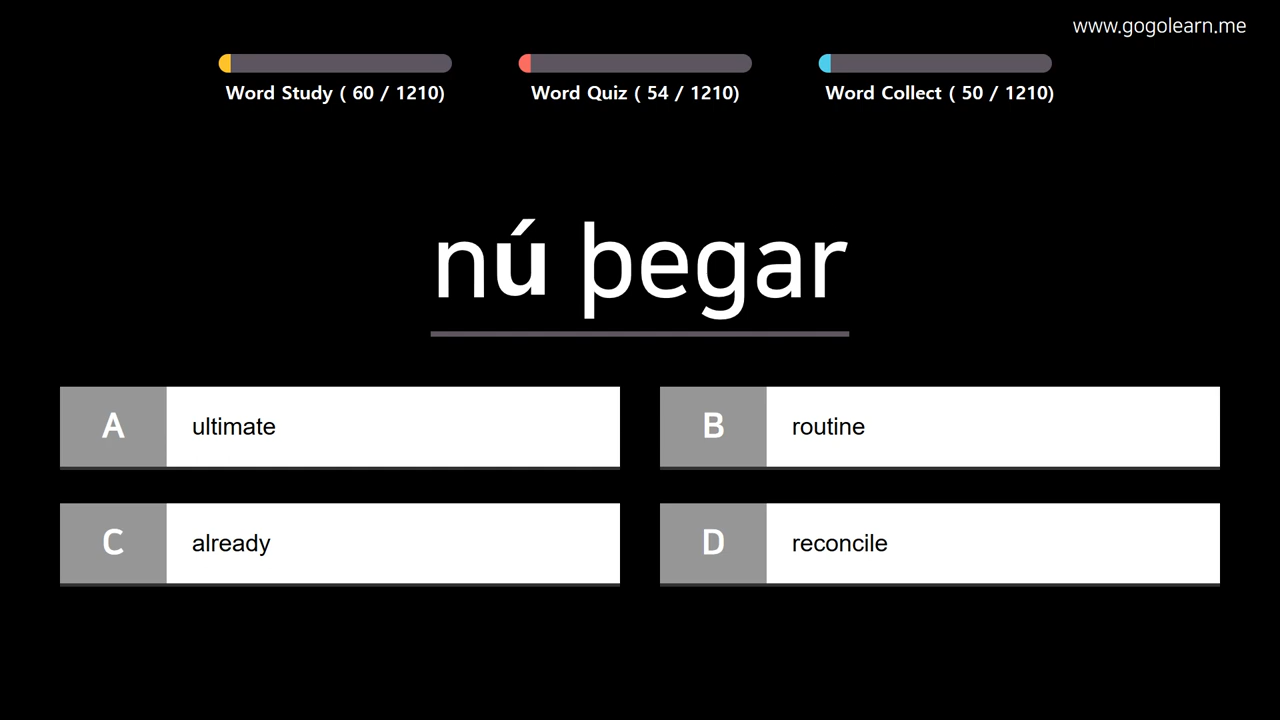 www.gogolearn.me
Word Study ( 60 / 1210)
Word Quiz ( 54 / 1210)
Word Collect ( 50 / 1210)
nú þegar
A ultimate
B routine
C already
D reconcile